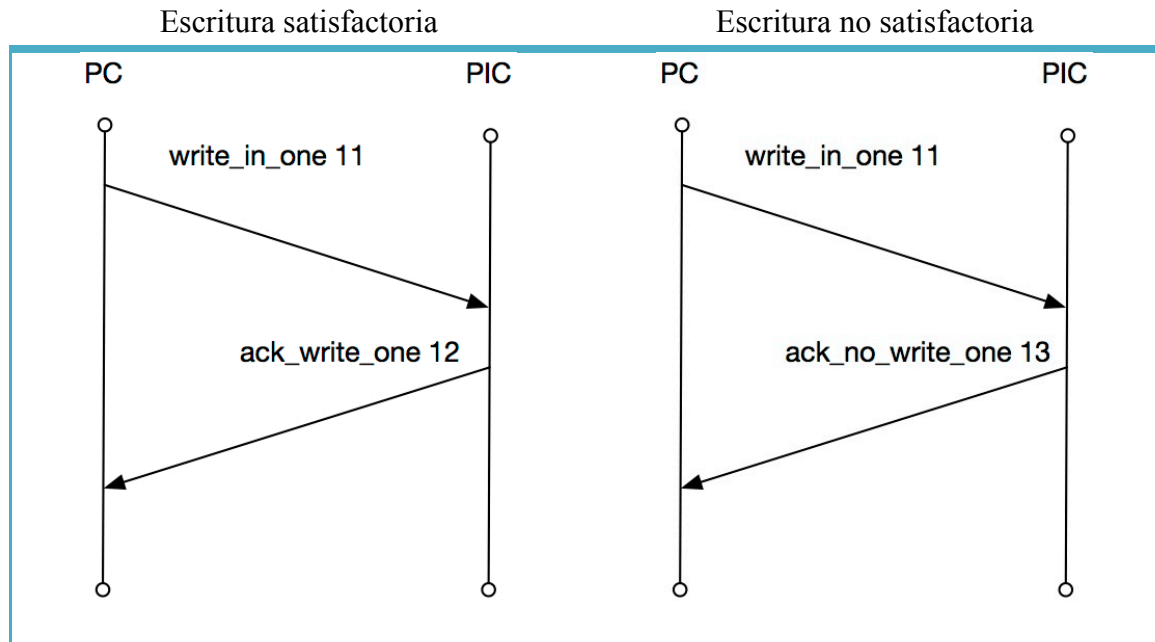 Escritura satisfactoria
Escritura no satisfactoria
PC
PIC
PC
PIC
write_in_one 11
write_in_one 11
ack_write_one 12
ack_no_write_one 13